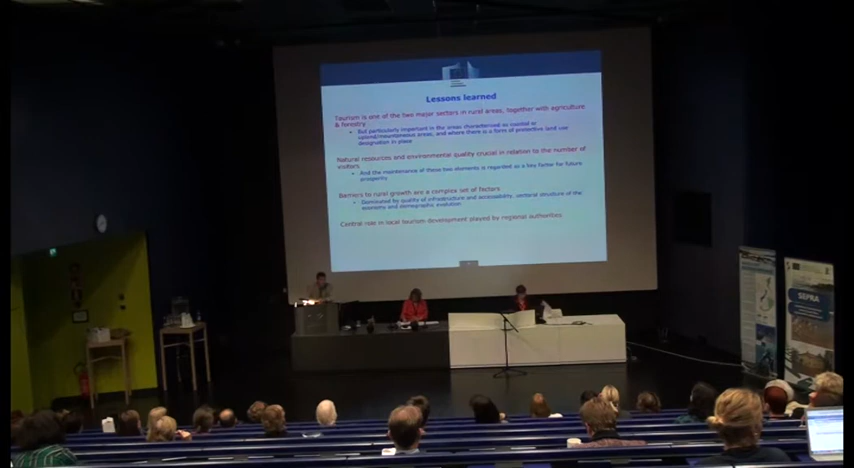 Lessons learned
Tourism is one of the two major sectors in rural areas, together with agriculture
& forestry
• But particularly important in the areas characterised as coastal or
upland/mountainous areas, and where there is a form of protective land use
designation in place
Natural resources and environmental quality crucial in relation to the number of
visitors
• And the maintenance of these two elements is regarded as a key factor for future
prosperity
Barriers to rural growth are a complex set of factors
• Dominated by quality of infrastructure and accessibility, sectoral structure of the
economy and demographic evolution
Central role in local tourism development played by regional authorities
SEPRA